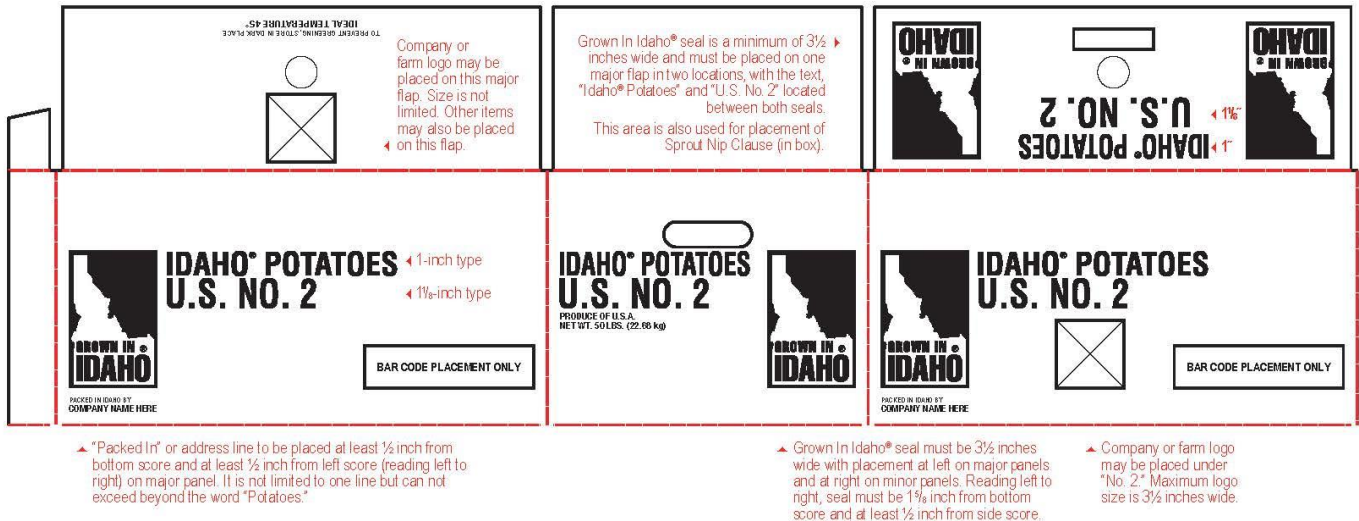 TO PREVENT GREENING, STORE IN DARK PLACE
IDEAL TEMPERATURE 45°
Company or
farm logo may be
placed on this major
flap. Size is not
limited. Other items
may also be placed
on this flap.
Grown In Idaho® seal is a minimum of 3½
inches wide and must be placed on one
major flap in two locations, with the text,
"Idaho® Potatoes" and "U.S. No. 2" located
between both seals.
This area is also used for placement of
Sprout Nip Clause (in box).
GROWN IN ®
IDAHO
IDAHO® POTATOES
U.S. NO. 2
1"
1⅛"
GROWN IN ®
IDAHO
IDAHO® POTATOES
U.S. NO. 2
1-inch type
1⅛-inch type
GROWN IN ®
IDAHO
PACKED IN IDAHO BY
COMPANY NAME HERE
BAR CODE PLACEMENT ONLY
IDAHO® POTATOES
U.S. NO. 2
PRODUCE OF U.S.A.
NET WT. 50 LBS. (22.68 kg)
GROWN IN ®
IDAHO
IDAHO® POTATOES
U.S. NO. 2
GROWN IN ®
IDAHO
PACKED IN IDAHO BY
COMPANY NAME HERE
BAR CODE PLACEMENT ONLY
"Packed In" or address line to be placed at least ½ inch from
bottom score and at least ½ inch from left score (reading left to
right) on major panel. It is not limited to one line but can not
exceed beyond the word "Potatoes."
Grown In Idaho® seal must be 3½ inches
wide with placement at left on major panels
and at right on minor panels. Reading left to
right, seal must be 1⅝ inch from bottom
score and at least ½ inch from side score.
Company or farm logo
may be placed under
"No. 2." Maximum logo
size is 3½ inches wide.